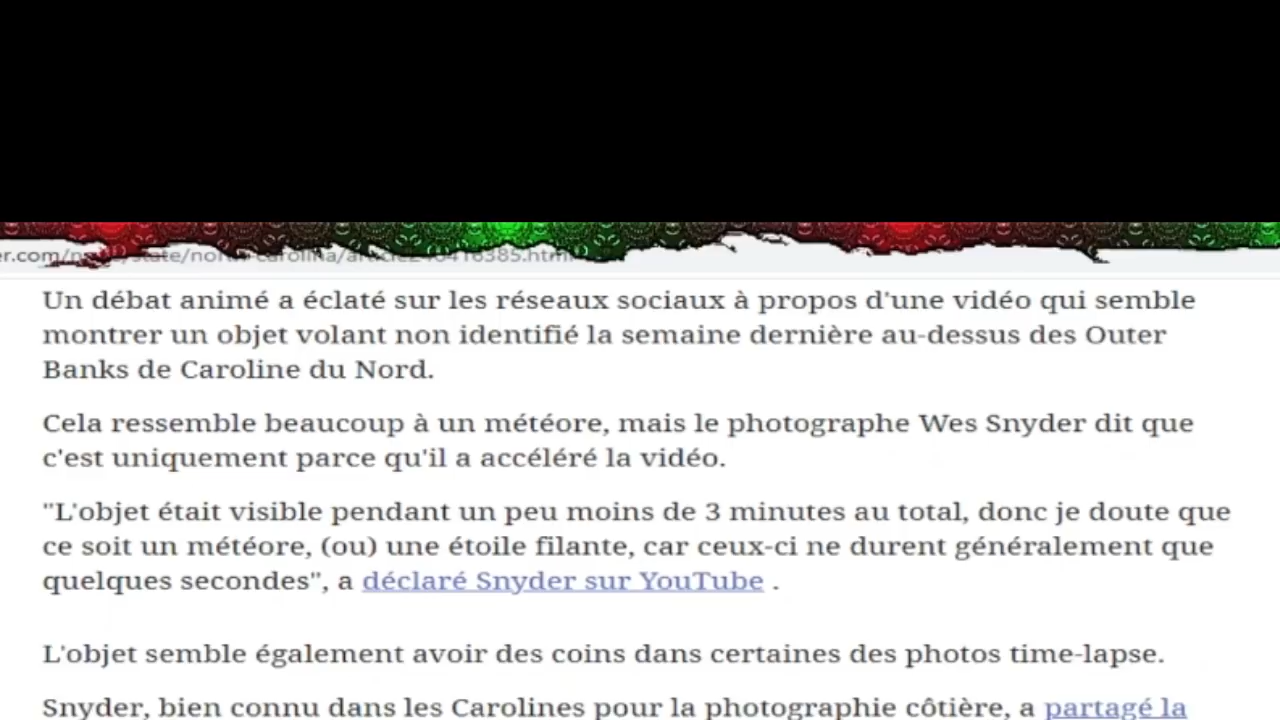 Un débat animé a éclaté sur les réseaux sociaux à propos d'une vidéo qui semble
montrer un objet volant non identifié la semaine dernière au-dessus des Outer
Banks de Caroline du Nord.
Cela ressemble beaucoup à un météore, mais le photographe Wes Snyder dit que
c'est uniquement parce qu'il a accéléré la vidéo.
"L'objet était visible pendant un peu moins de 3 minutes au total, donc je doute que
ce soit un météore, (ou) une étoile filante, car ceux-ci ne durent généralement que
quelques secondes", a déclaré Snyder sur YouTube .
L'objet semble également avoir des coins dans certaines des photos time-lapse.
Snyder, bien connu dans les Carolines pour la photographie côtière, a partagé la